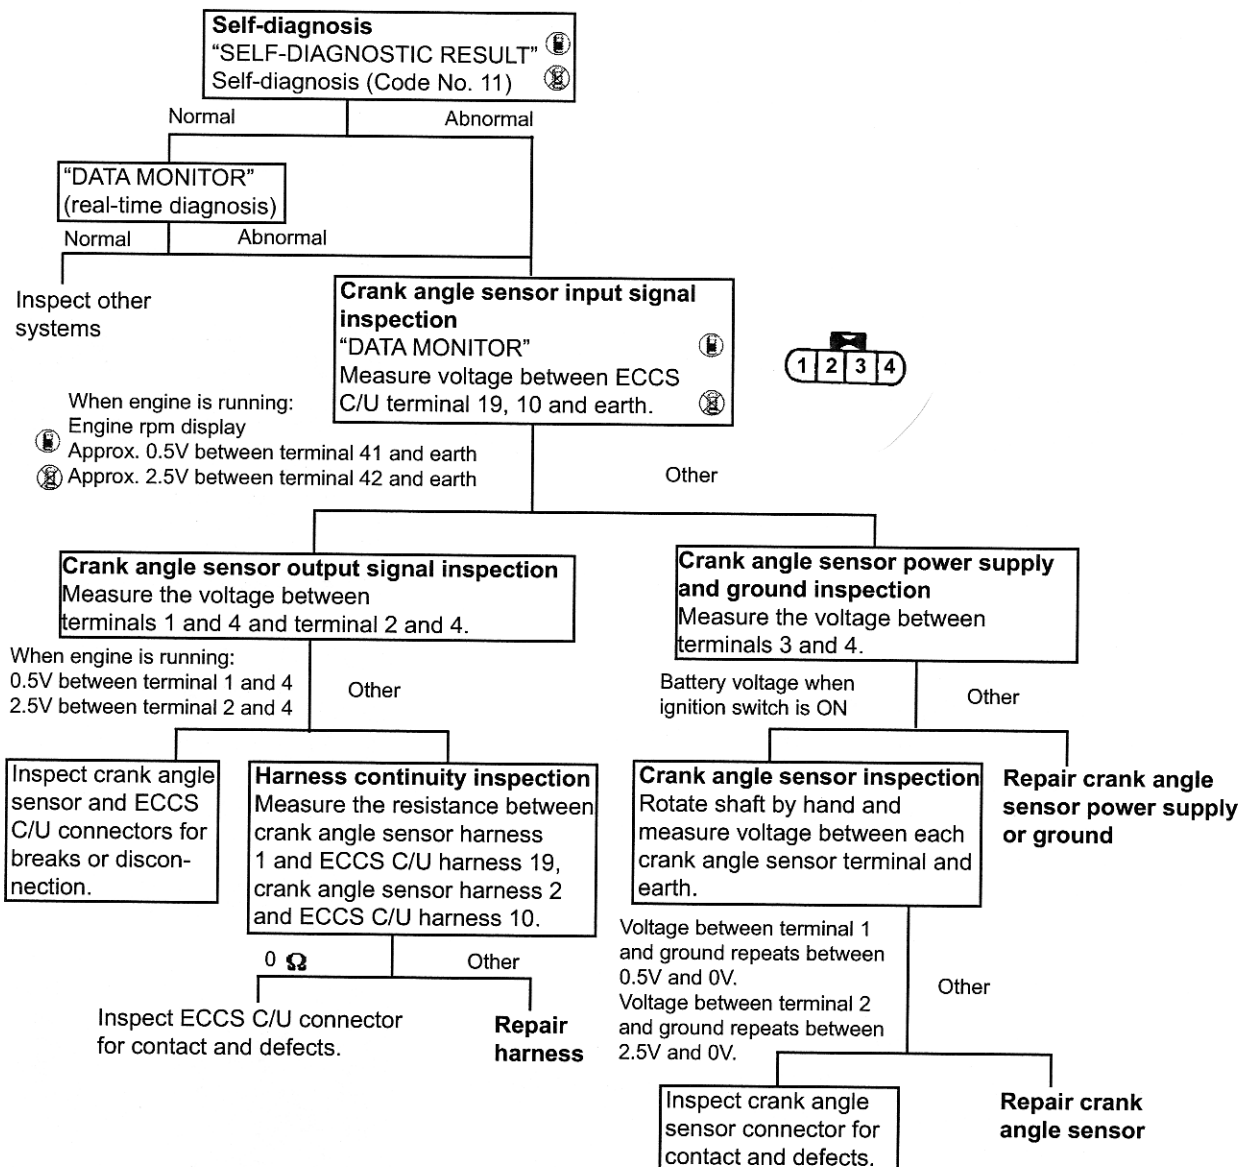 Self-diagnosis
“SELF-DIAGNOSTIC RESULT”
Self-diagnosis (Code No. 11)
Normal
Abnormal
“DATA MONITOR”
(real-time diagnosis)
Normal
Abnormal
Inspect other
systems
Crank angle sensor input signal
inspection
“DATA MONITOR”
Measure voltage between ECCS
C/U terminal 19, 10 and earth.
1 2 3 4
When engine is running:
Engine rpm display
Approx. 0.5V between terminal 41 and earth
Approx. 2.5V between terminal 42 and earth
Other
Crank angle sensor output signal inspection
Measure the voltage between
terminals 1 and 4 and terminal 2 and 4.
Crank angle sensor power supply
and ground inspection
Measure the voltage between
terminals 3 and 4.
When engine is running:
0.5V between terminal 1 and 4
2.5V between terminal 2 and 4
Other
Battery voltage when
ignition switch is ON
Other
Inspect crank angle
sensor and ECCS
C/U connectors for
breaks or discon-
nection.
Harness continuity inspection
Measure the resistance between
crank angle sensor harness
1 and ECCS C/U harness 19,
crank angle sensor harness 2
and ECCS C/U harness 10.
Crank angle sensor inspection
Rotate shaft by hand and
measure voltage between each
crank angle sensor terminal and
earth.
Repair crank angle
sensor power supply
or ground
0 Ω
Other
Inspect ECCS C/U connector
for contact and defects.
Repair
harness
Voltage between terminal 1
and ground repeats between
0.5V and 0V.
Voltage between terminal 2
and ground repeats between
2.5V and 0V.
Other
Inspect crank angle
sensor connector for
contact and defects.
Repair crank
angle sensor